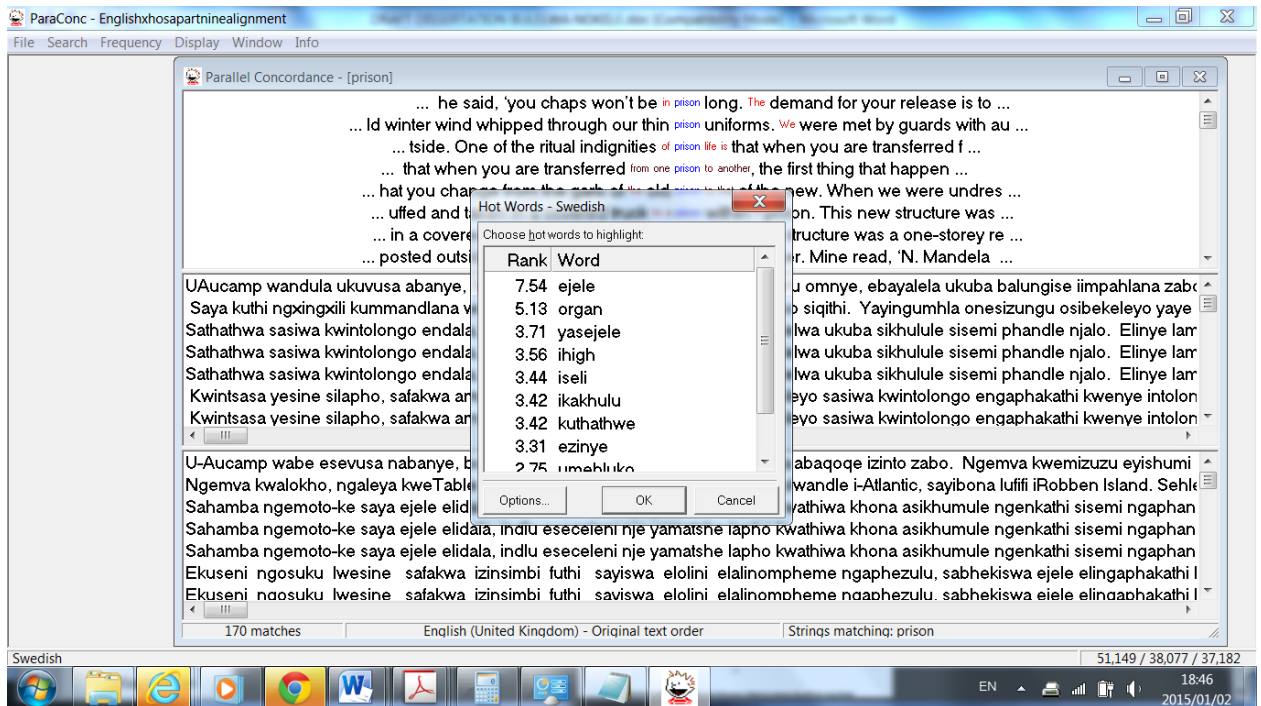 ParaConc - Englishxhosapartninealignment
File Search Frequency Display Window Info
Parallel Concordance - [prison]
... he said, 'you chaps won't be in prison long. The demand for your release is to ...
... ld winter wind whipped through our thin prison uniforms. We were met by guards with au ...
... tside. One of the ritual indignities of prison life is that when you are transferred f ...
... that when you are transferred from one prison to another, the first thing that happen ...
... hat you change from the garb of the old prison to that of the new. When we were undres ...
... uffed and t
on. This new structure was ...
... in a covere
tructure was a one-storey re ...
... posted outsi
r. Mine read, 'N. Mandela ...
Hot Words - Swedish
Choose hot words to highlight:
Rank Word
7.54 ejele
5.13 organ
3.71 yasejele
3.56 ihigh
3.44 iseli
3.42 ikakhulu
3.42 kuthathwe
3.31 ezinye
2.75 umehluko
Options... OK Cancel
UAucamp wandula ukuvusa abanye,
u omnye, ebayalela ukuba balungise iimpahlana zabo
Saya kuthi ngxingxili kummandlana
o siqithi. Yayingumhla onesizungu osibekeleyo yaye
Sathathwa sasiwa kwintolongo endala
lwa ukuba sikhulule sisemi phandle njalo. Elinye lam
Sathathwa sasiwa kwintolongo endala
lwa ukuba sikhulule sisemi phandle njalo. Elinye lam
Sathathwa sasiwa kwintolongo endala
lwa ukuba sikhulule sisemi phandle njalo. Elinye lam
Kwintsasa yesine silapho, safakwa am
eyo sasiwa kwintolongo engaphakathi kwenye intolon
Kwintsasa yesine silapho, safakwa am
eyo sasiwa kwintolongo engaphakathi kwenye intolon
U-Aucamp wabe esevusa nabanye, b
abaqoqe izinto zabo. Ngemva kwemizuzu eyishumi
Ngemva kwalokho, ngaleya kweTable
wandle i-Atlantic, sayibona lufifi iRobben Island. Sehle
Sahamba ngemoto-ke saya ejele elid
wathiwa khona asikhumule ngenkathi sisemi ngaphan
Sahamba ngemoto-ke saya ejele elidala, indlu eseceleni nje yamatshe lapho kwathiwa khona asikhumule ngenkathi sisemi ngaphan
Sahamba ngemoto-ke saya ejele elidala, indlu eseceleni nje yamatshe lapho kwathiwa khona asikhumule ngenkathi sisemi ngaphan
Ekuseni ngosuku lwesine safakwa izinsimbi futhi sayiswa elolini elalinompheme ngaphezulu, sabhekiswa ejele elingaphakathi l
Ekuseni ngosuku lwesine safakwa izinsimbi futhi sayiswa elolini elalinompheme ngaphezulu, sabhekiswa ejele elingaphakathi l
170 matches English (United Kingdom) - Original text order Strings matching: prison
Swedish 51,149 / 38,077 / 37,182
EN 18:46
2015/01/02